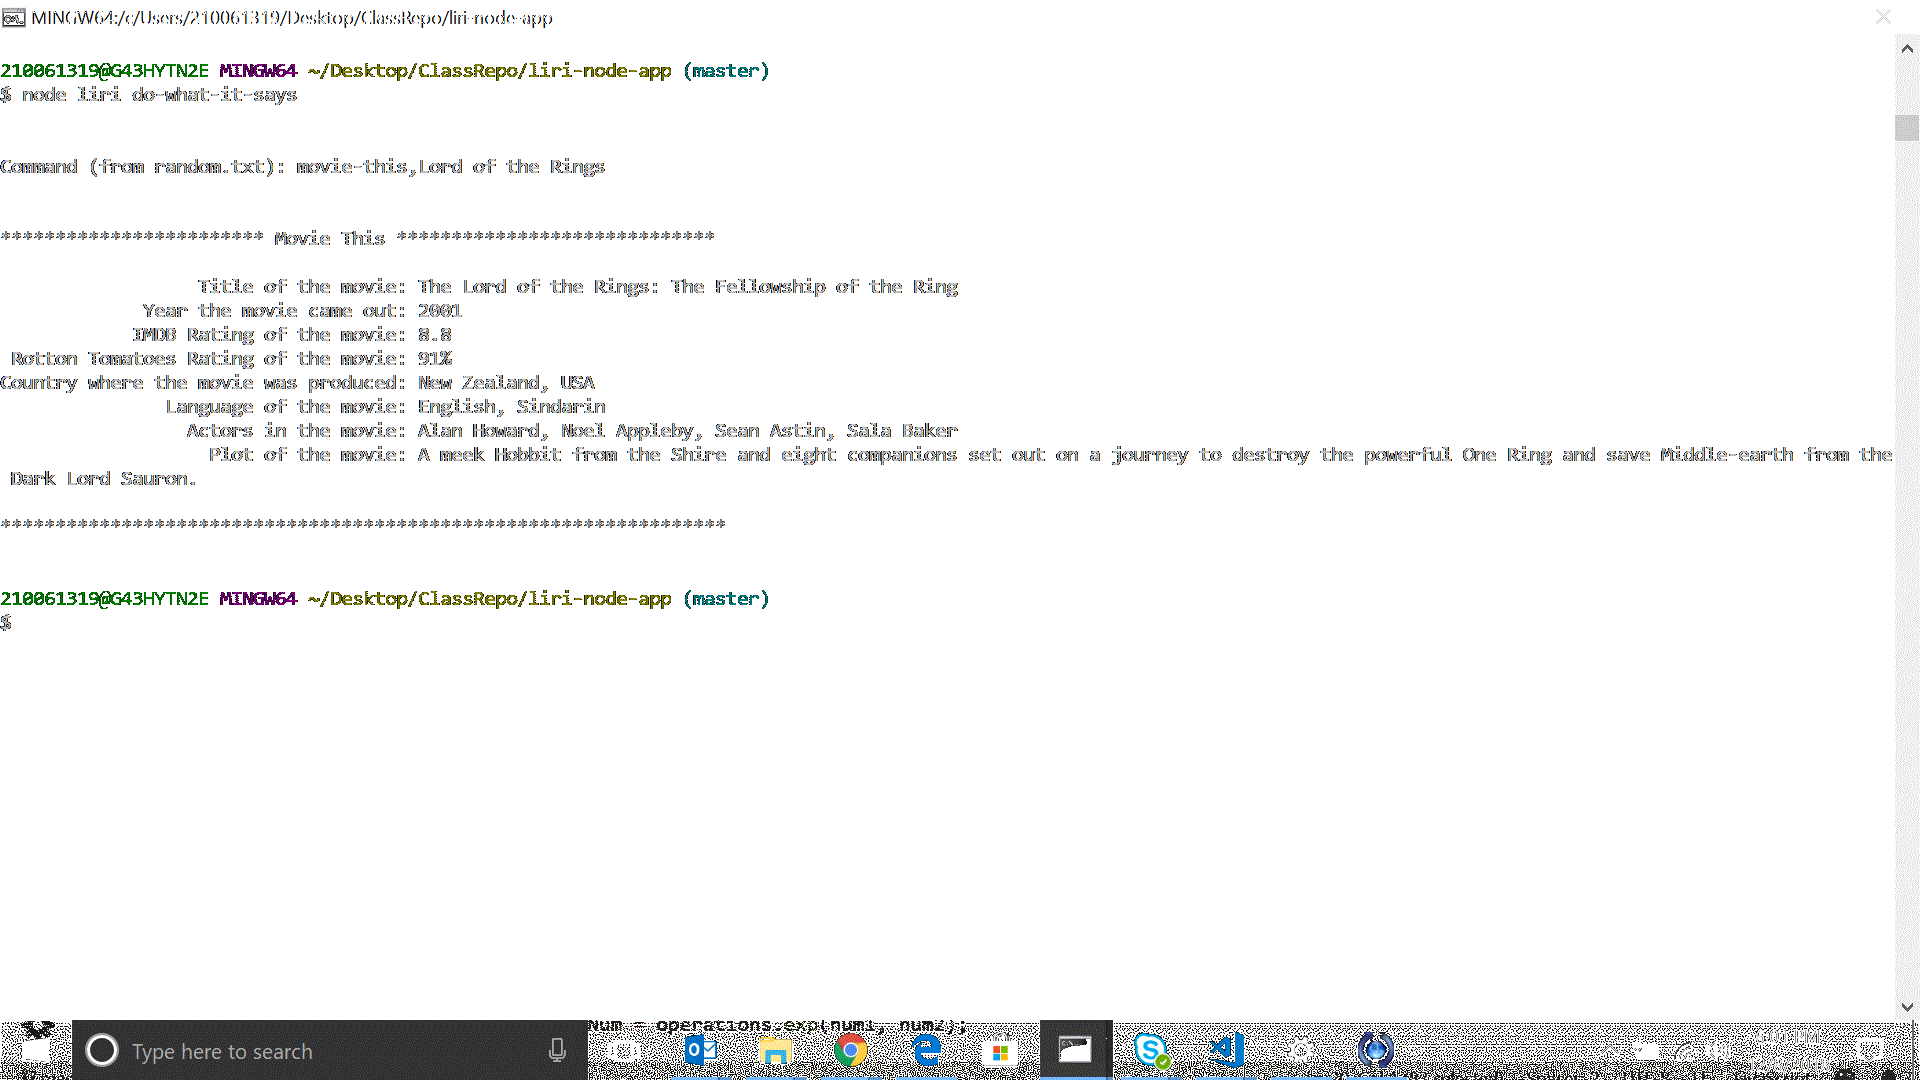 MINGW64:/c/Users/210061319/Desktop/ClassRepo/liri-node-app
210061319@G43HYTN2E MINGW64 ~/Desktop/ClassRepo/liri-node-app (master)
$ node liri do-what-it-says
Command (from random.txt): movie-this,Lord of the Rings
************************ Movie This *****************************
Title of the movie: The Lord of the Rings: The Fellowship of the Ring
Year the movie came out: 2001
IMDB Rating of the movie: 8.8
Rotton Tomatoes Rating of the movie: 91%
Country where the movie was produced: New Zealand, USA
Language of the movie: English, Sindarin
Actors in the movie: Alan Howard, Noel Appleby, Sean Astin, Sala Baker
Plot of the movie: A meek Hobbit from the Shire and eight companions set out on a journey to destroy the powerful One Ring and save Middle-earth from the
Dark Lord Sauron.
******************************************************************
210061319@G43HYTN2E MINGW64 ~/Desktop/ClassRepo/liri-node-app (master)
$
Num = operations.exp(num1, num2);
Type here to search